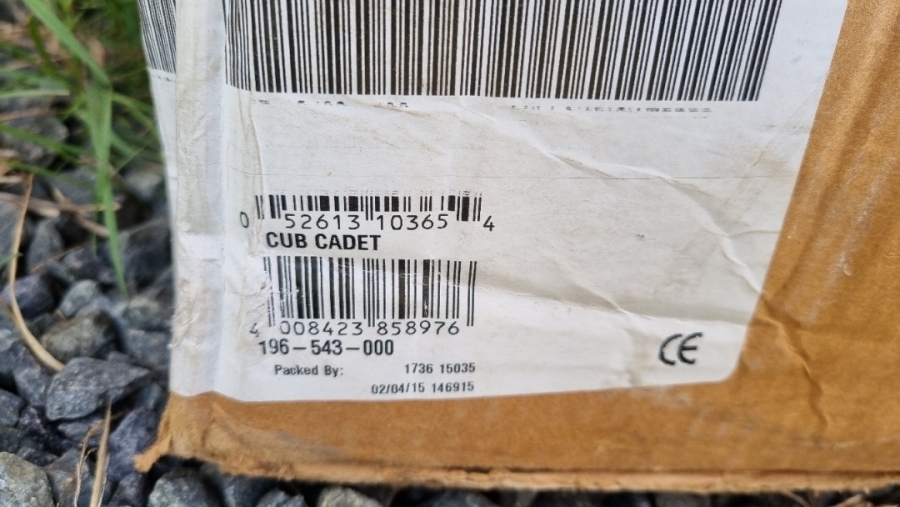 0 52613 10365 4
CUB CADET
4 008423 858976
196-543-000
CE
Packed By: 1736 15035
02/04/15 146915